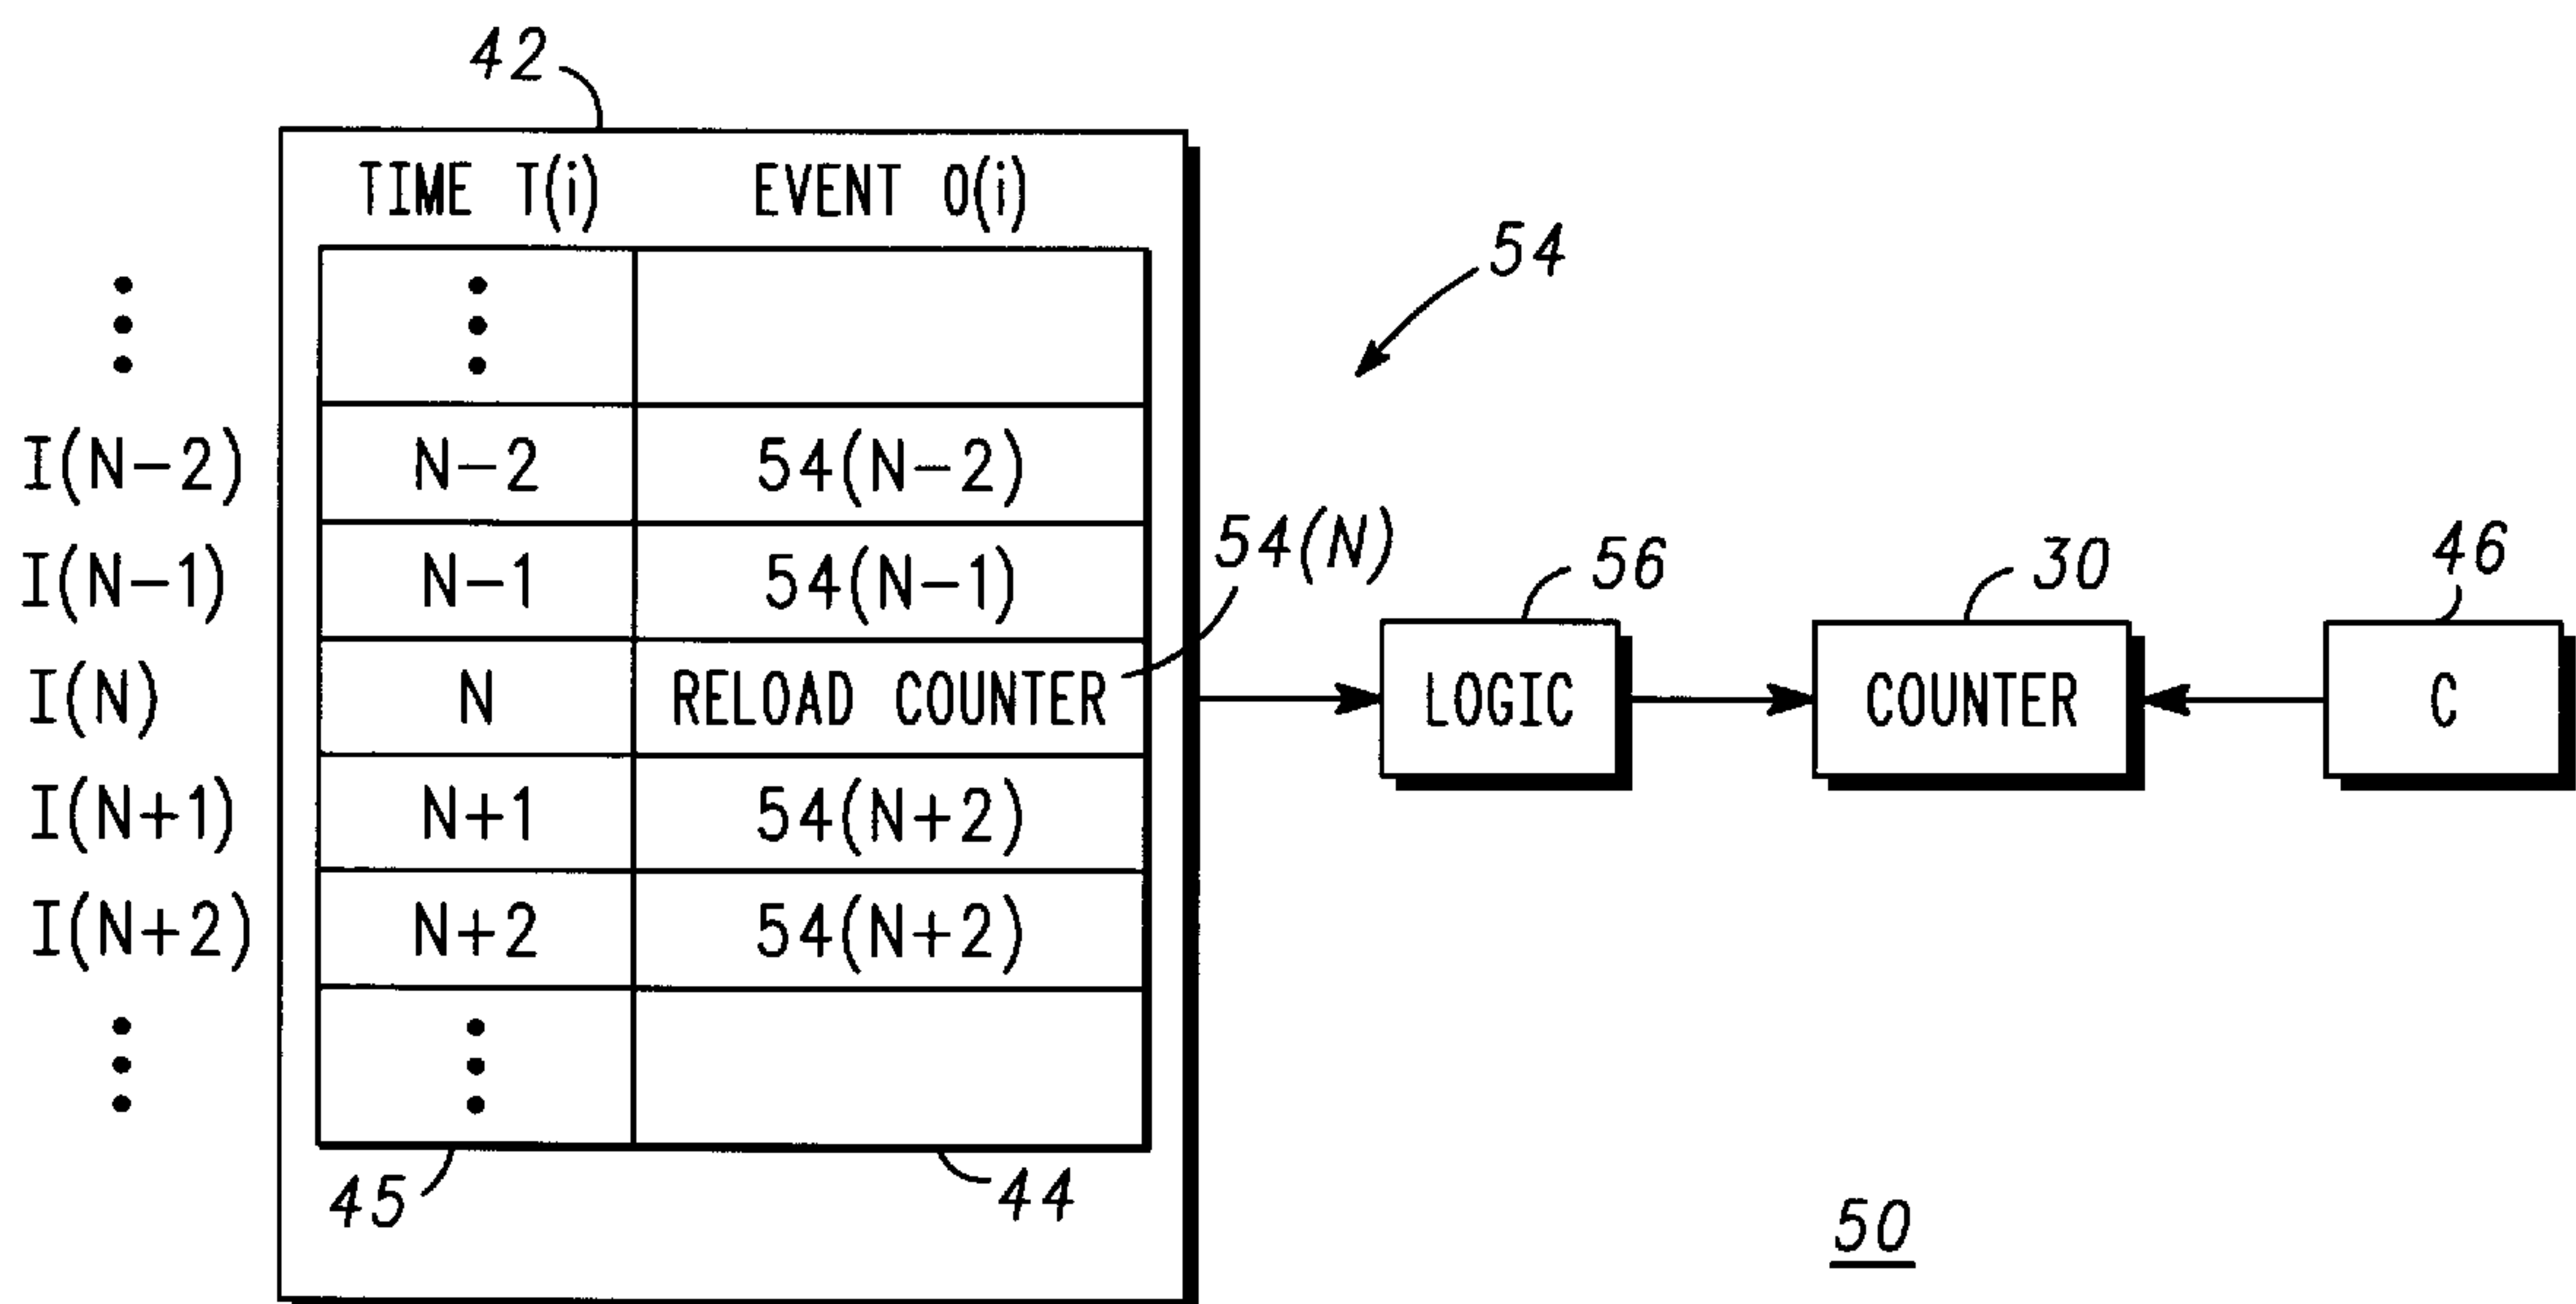 42
TIME T(i) EVENT O(i)
54
I(N-2) N-2 54(N-2)
I(N-1) N-1 54(N-1)
54(N)
56
30
46
I(N) N RELOAD COUNTER
LOGIC
COUNTER
C
I(N+1) N+1 54(N+2)
I(N+2) N+2 54(N+2)
45
44
50